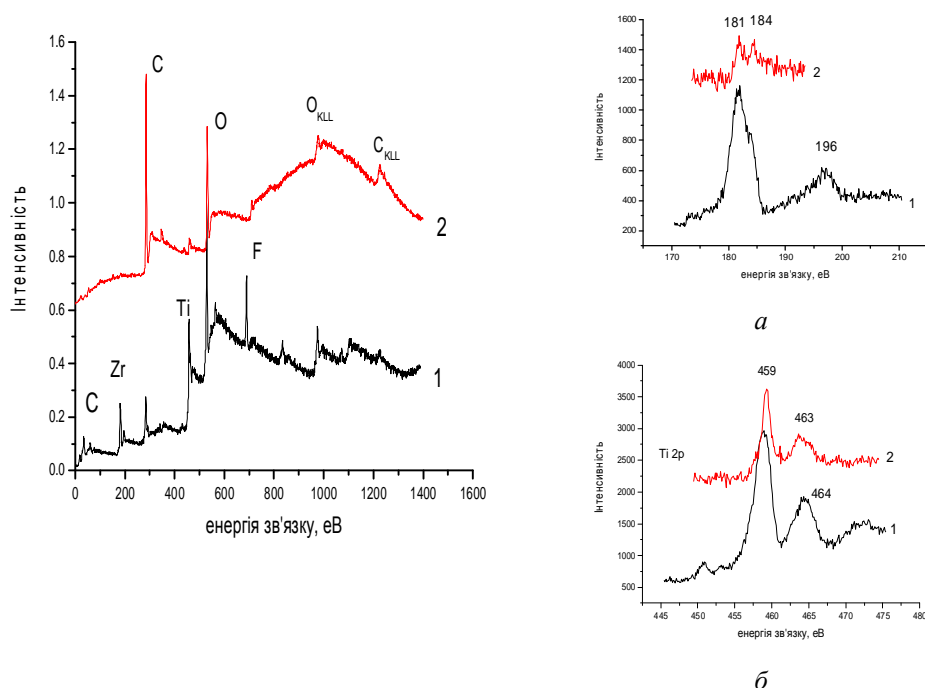 1.6
1.4
1.2
1.0
0.8
0.6
0.4
0.2
0.0
0 200 400 600 800 1000 1200 1400 1600
Інтенсивність
енергія зв'язку, еВ
C
O
O KLL
C KLL
2
F
Ti
Zr
C
1
1600
1400
1200
1000
800
600
400
200
170 180 190 200 210
Інтенсивність
енергія зв'язку, еВ
181 184
2
196
1
а
4000
3500
3000
2500
2000
1500
1000
500
445 450 455 460 465 470 475 480
Інтенсивність
енергія зв'язку, еВ
459
463
Ti 2p
2
464
1
б